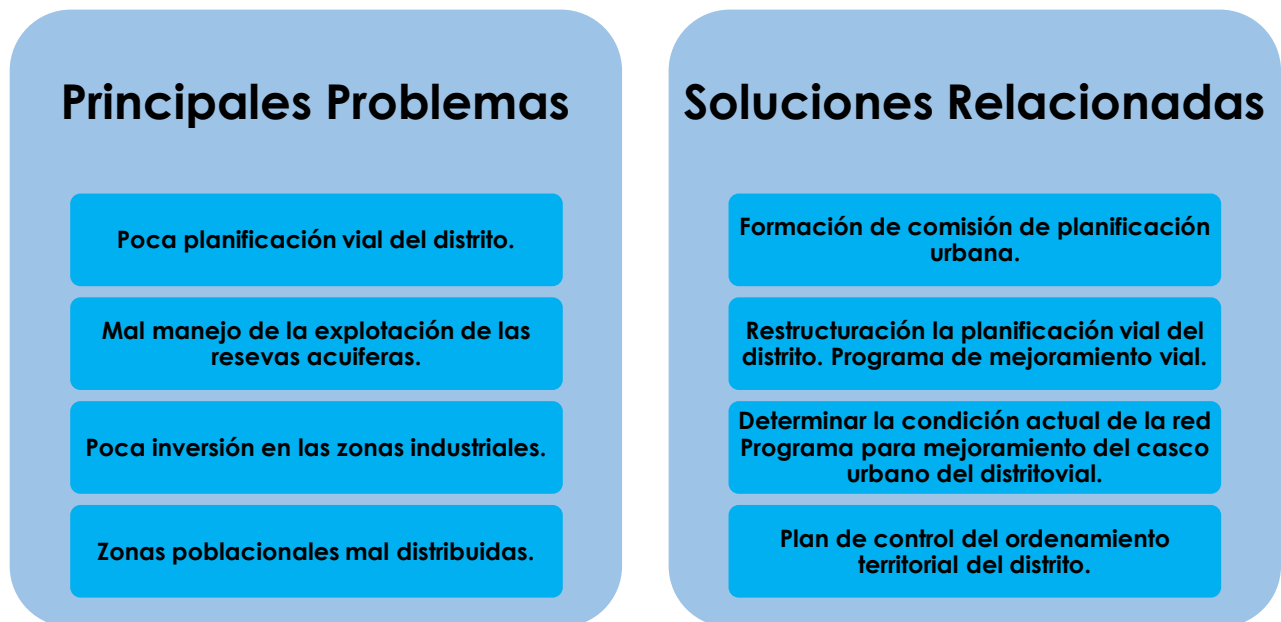 Principales Problemas
Poca planificación vial del distrito.
Mal manejo de la explotación de las
resevas acuiferas.
Poca inversión en las zonas industriales.
Zonas poblacionales mal distribuidas.
Soluciones Relacionadas
Formación de comisión de planificación
urbana.
Restructuración la planificación vial del
distrito. Programa de mejoramiento vial.
Determinar la condición actual de la red
Programa para mejoramiento del casco
urbano del distritovial.
Plan de control del ordenamiento
territorial del distrito.